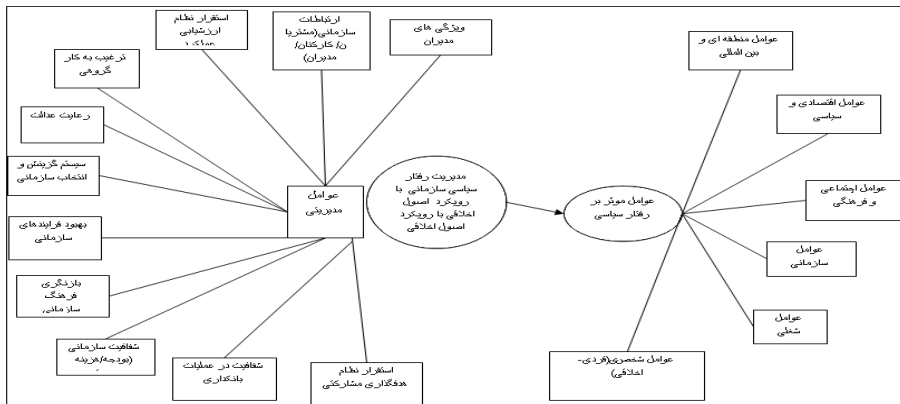 استقرار نظام
ارزشیابی
عملکرد
ارتباطات
سازمانی(مشتریا
ن/ کارکنان/
مدیران)
ویژگی های
مدیران
عوامل منطقه ای و
بین المللی
ترغیب به کار
گروهی
عوامل اقتصادی و
سیاسی
رعایت عدالت
سیستم گزینش و
انتخاب سازمانی
عوامل
مدیریتی
مدیریت رفتار
سیاسی سازمانی با
رویکرد اصول
اخلاقی با رویکرد
اصول اخلاقی
عوامل موثر بر
رفتار سیاسی
عوامل اجتماعی
و فرهنگی
بهبود فرایندهای
سازمانی
عوامل
سازمانی
بازنگری
فرهنگ
سازمانی
عوامل
شغلی
شفافیت سازمانی
(بودجه/هزینه
شفافیت در عملیات
بانکداری
استقرار نظام
هدفگذاری مشارکتی
عوامل شخصری(فردی-
اخلاقی)